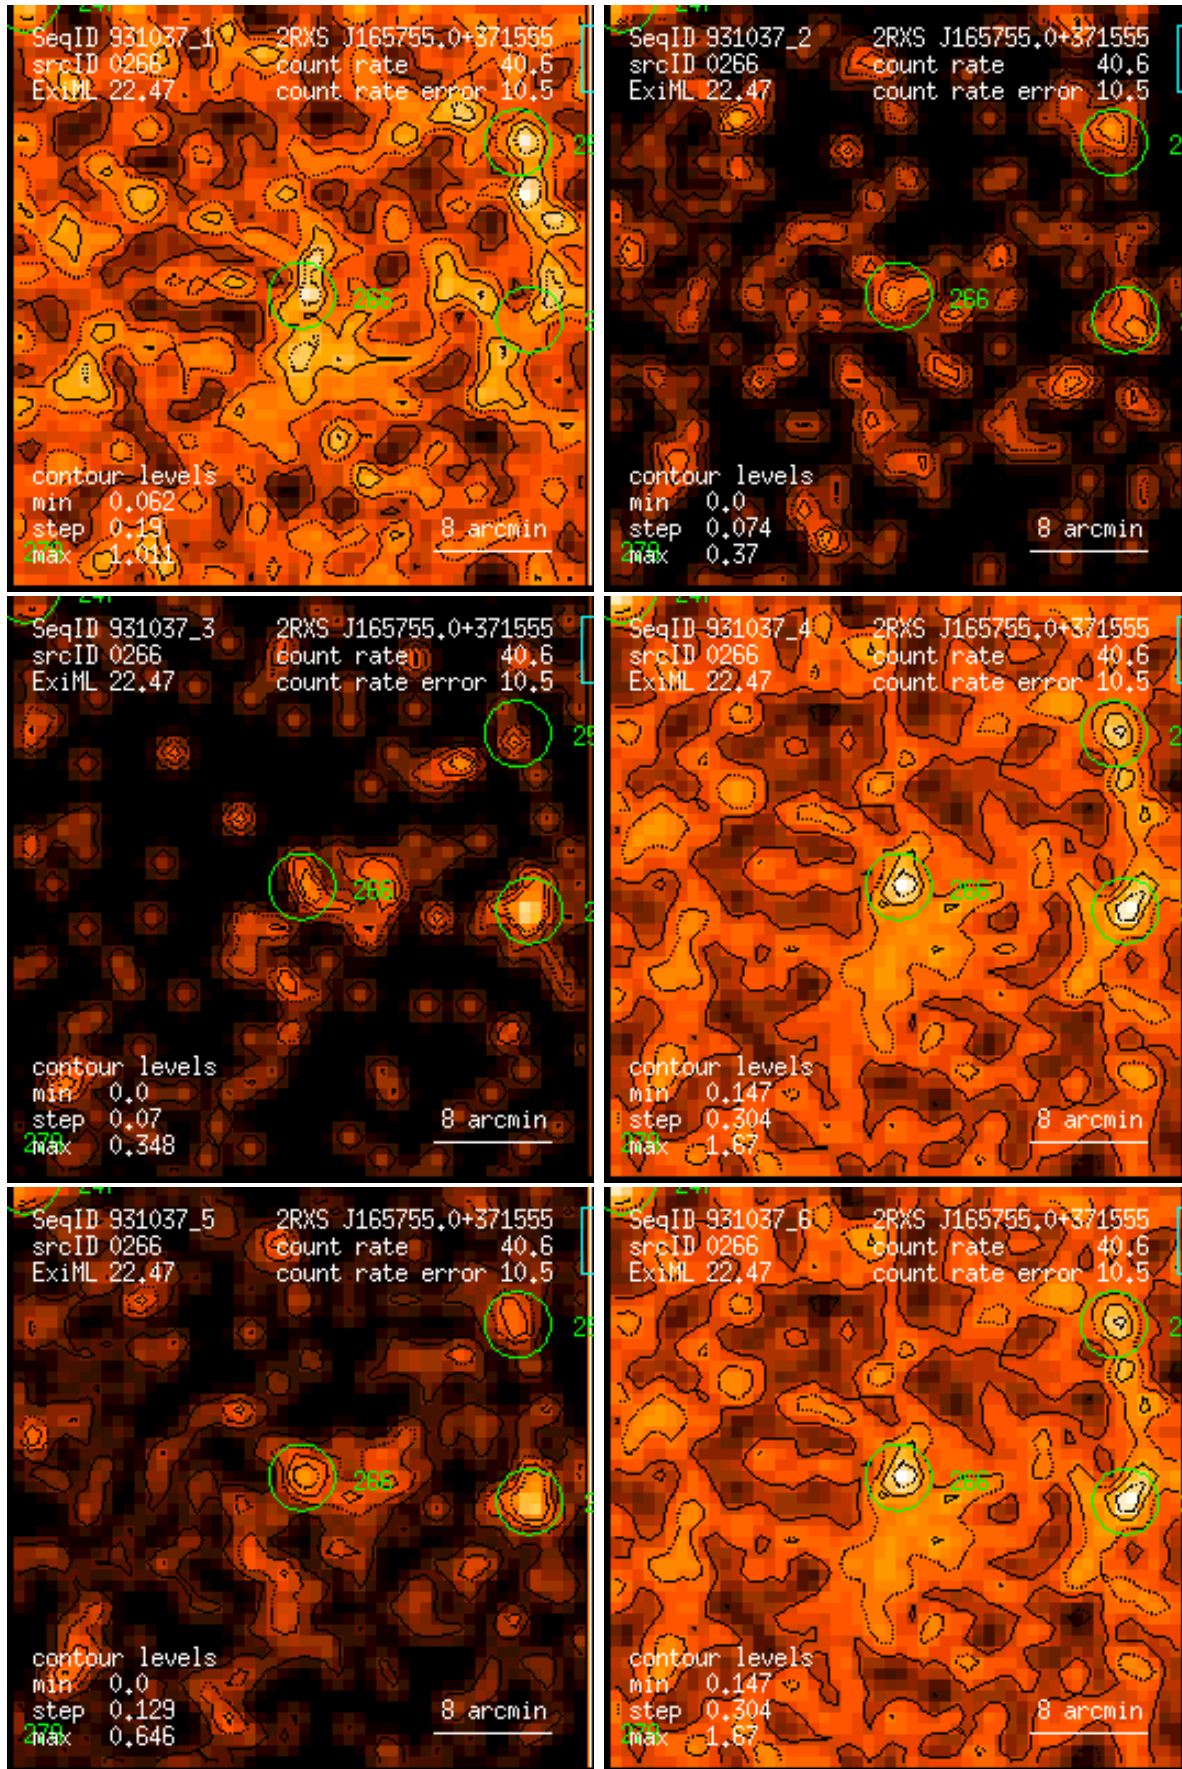 SeqID 931037_1 2RXS J165755.0+371555
srcID 0266 count rate 40.6
ExiML 22.47 count rate error 10.5
266
contour levels
min 0.062
step 0.19
max 1.011
8 arcmin
SeqID 931037_2 2RXS J165755.0+371555
srcID 0266 count rate 40.6
ExiML 22.47 count rate error 10.5
266
contour levels
min 0.0
step 0.074
max 0.37
8 arcmin
SeqID 931037_3 2RXS J165755.0+371555
srcID 0266 count rate 40.6
ExiML 22.47 count rate error 10.5
266
contour levels
min 0.0
step 0.07
max 0.348
8 arcmin
SeqID 931037_4 2RXS J165755.0+371555
srcID 0266 count rate 40.6
ExiML 22.47 count rate error 10.5
266
contour levels
min 0.147
step 0.304
max 1.67
8 arcmin
SeqID 931037_5 2RXS J165755.0+371555
srcID 0266 count rate 40.6
ExiML 22.47 count rate error 10.5
266
contour levels
min 0.0
step 0.129
max 0.646
8 arcmin
SeqID 931037_6 2RXS J165755.0+371555
srcID 0266 count rate 40.6
ExiML 22.47 count rate error 10.5
266
contour levels
min 0.147
step 0.304
max 1.67
8 arcmin